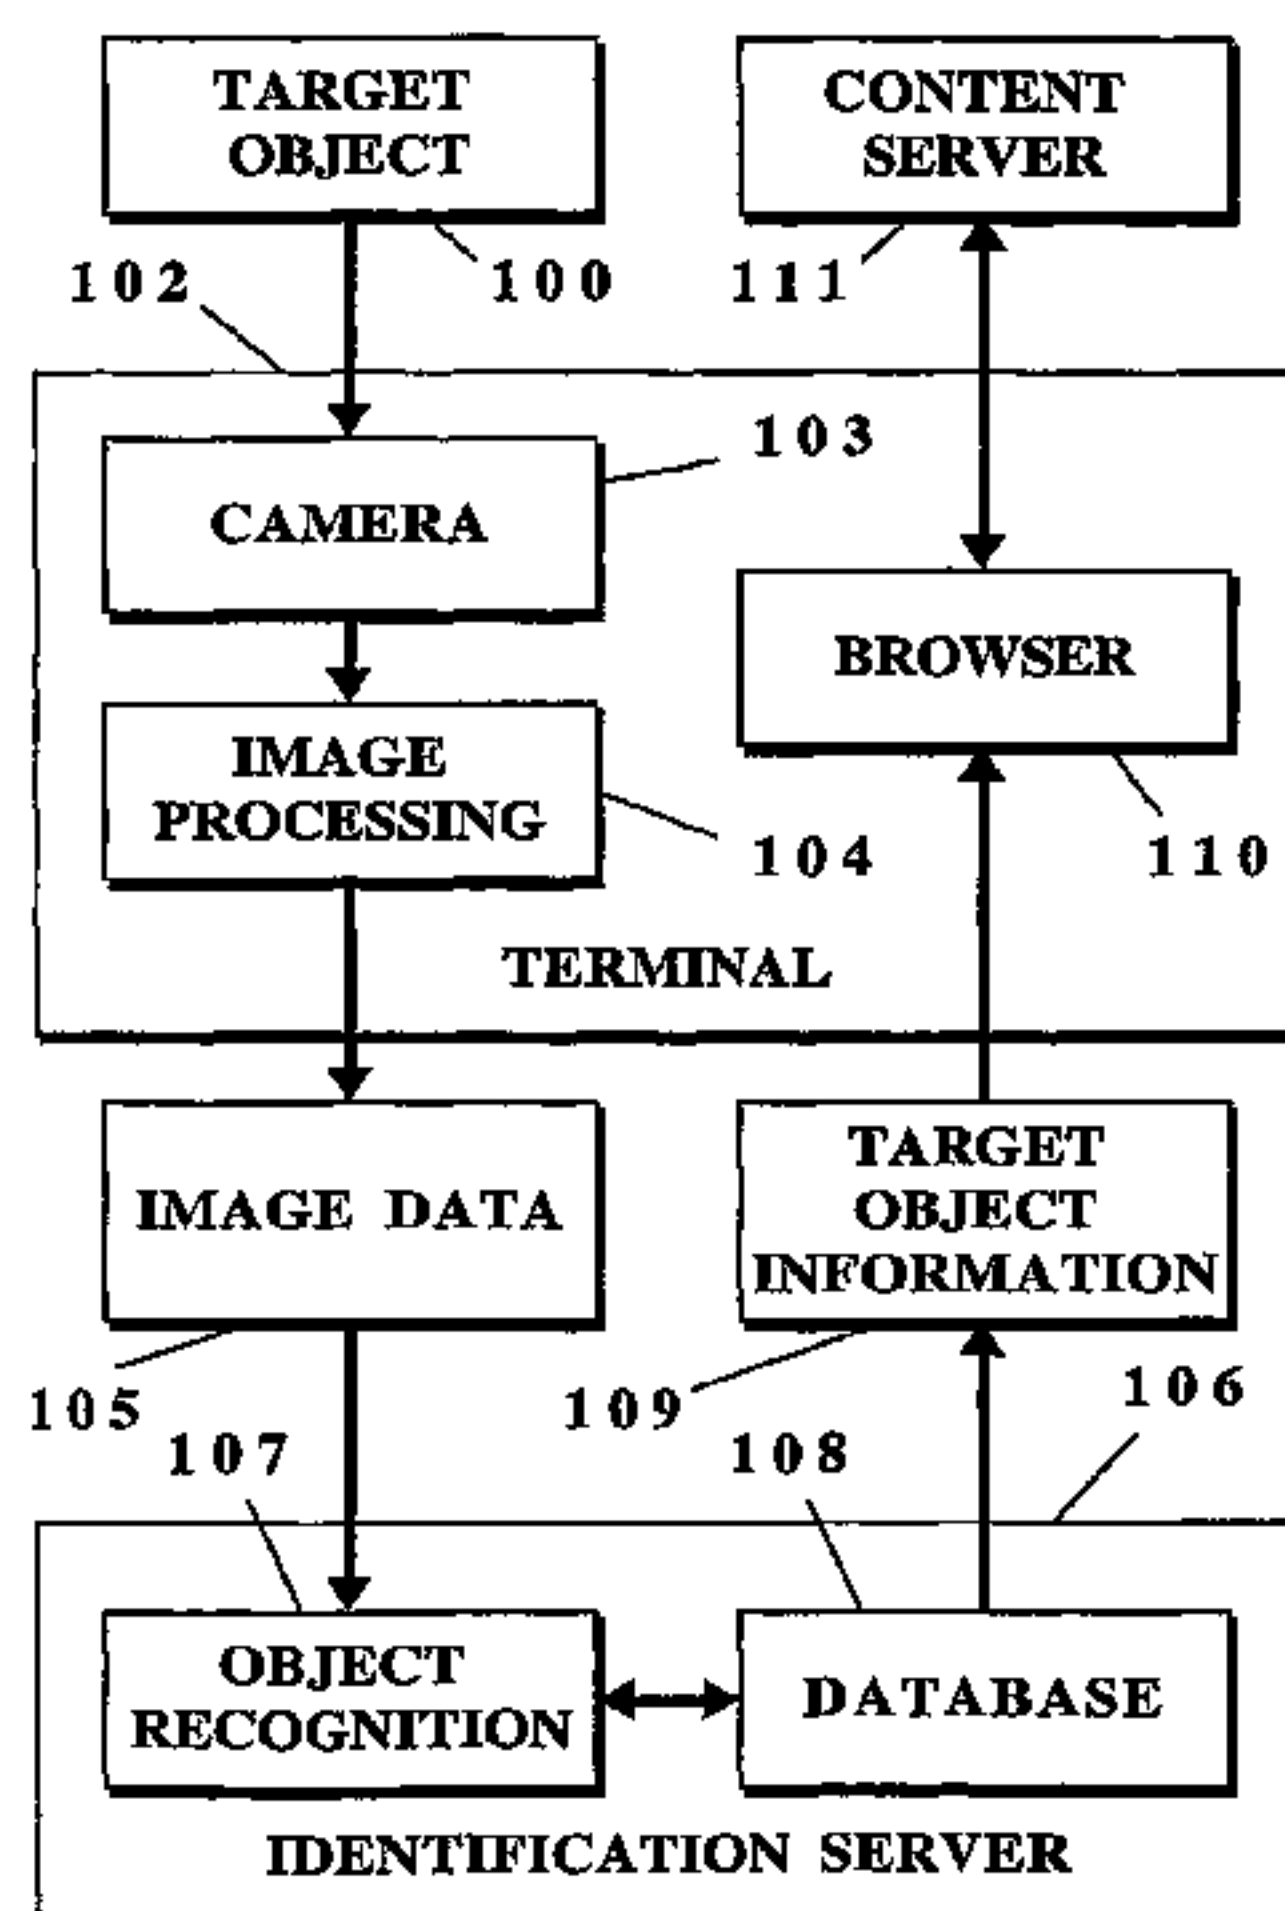 TARGET
OBJECT
CONTENT
SERVER
102
100
111
103
CAMERA
BROWSER
IMAGE
PROCESSING
104
110
TERMINAL
IMAGE DATA
TARGET
OBJECT
INFORMATION
105
109
106
107
108
OBJECT
RECOGNITION
DATABASE
IDENTIFICATION SERVER